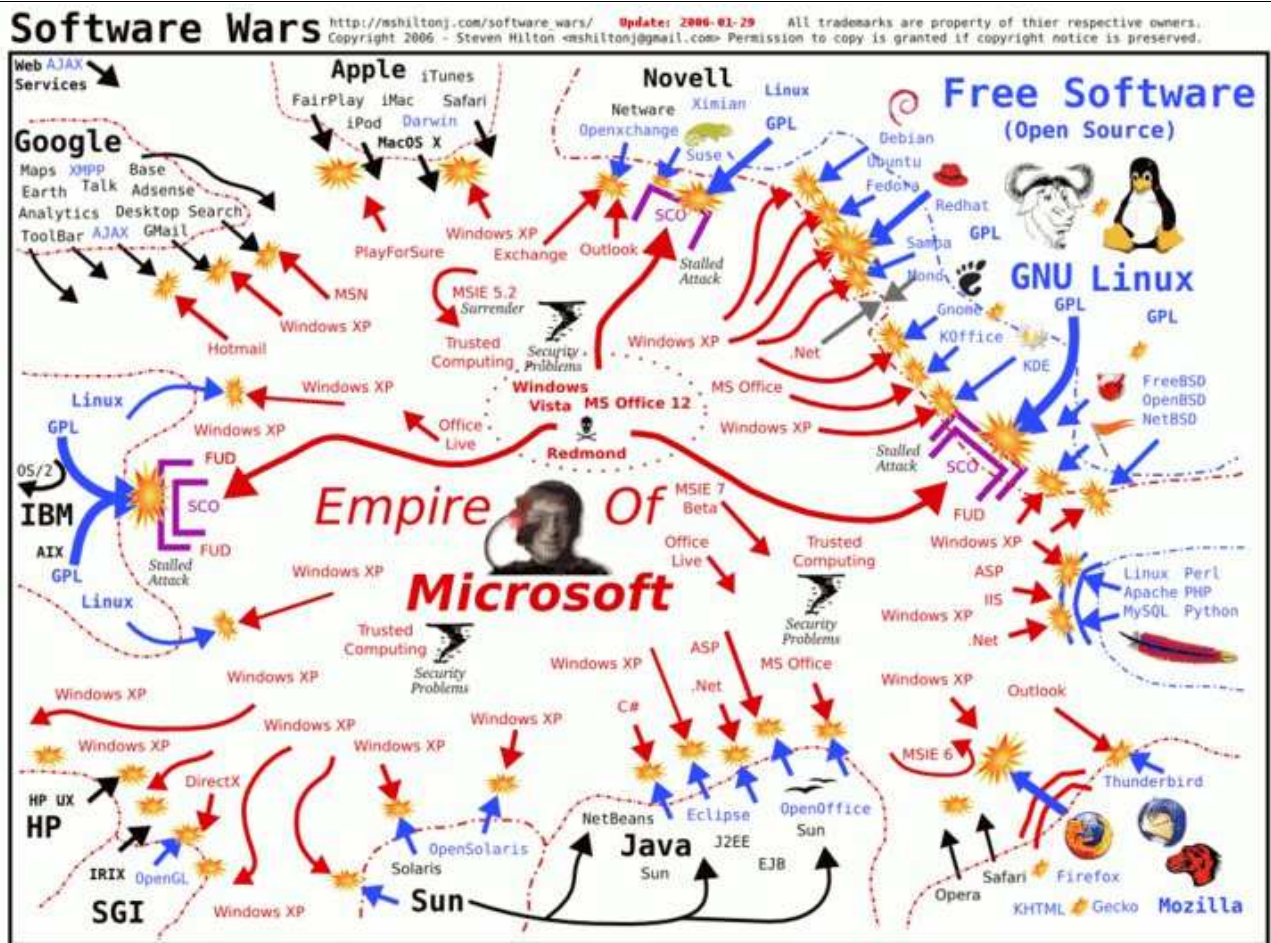 Software Wars
http://mshiltonj.com/software_wars/ Update: 2006-01-29 All trademarks are property of thier respective owners.
Copyright 2006 - Steven Hilton <mshiltonj@gmail.com> Permission to copy is granted if copyright notice is preserved.
Web AJAX
Services
Google
Maps XMPP Base
Earth Talk Adsense
Analytics Desktop Search
ToolBar AJAX GMail
MSN
Windows XP
Hotmail
Apple iTunes
FairPlay iMac Safari
iPod Darwin
MacOS X
PlayForSure
Windows XP
Novell
Netware Ximian Linux
Openxchange GPL
Suse
SCO
Exchange Outlook
Stalled
Attack
Free Software
(Open Source)
Debian
Ubuntu
Fedora
Redhat
Samba GPL
Mono
GNU Linux
Gnome GPL GPL
KOffice
KDE
FreeBSD
OpenBSD
NetBSD
MSIE 5.2
Surrender
Trusted
Computing
Security
Problems
Windows XP
.Net
MS Office
Windows XP
Stalled
Attack
SCO
FUD
Windows
Vista MS Office 12
Redmond
Windows XP
Office
Live
Windows XP
Linux
GPL
OS/2
IBM
AIX
GPL
Linux
FUD
SCO
FUD
Stalled
Attack
Empire Of
Microsoft
MSIE 7
Beta
Office
Live
Trusted
Computing
Security
Problems
Windows XP
Trusted
Computing
Security
Problems
Windows XP
ASP
IIS
Windows XP
.Net
Linux Perl
Apache PHP
MySQL Python
Windows XP
Windows XP
Windows XP
Windows XP
Windows XP
Windows XP
DirectX
HP UX
HP
IRIX OpenGL
SGI
Windows XP
OpenSolaris
Solaris
Sun
Windows XP
ASP
MS Office
.Net
C#
NetBeans Eclipse OpenOffice
Sun
Java J2EE
Sun EJB
Windows XP
Outlook
MSIE 6
Thunderbird
Opera Safari Firefox
KHTML Gecko Mozilla